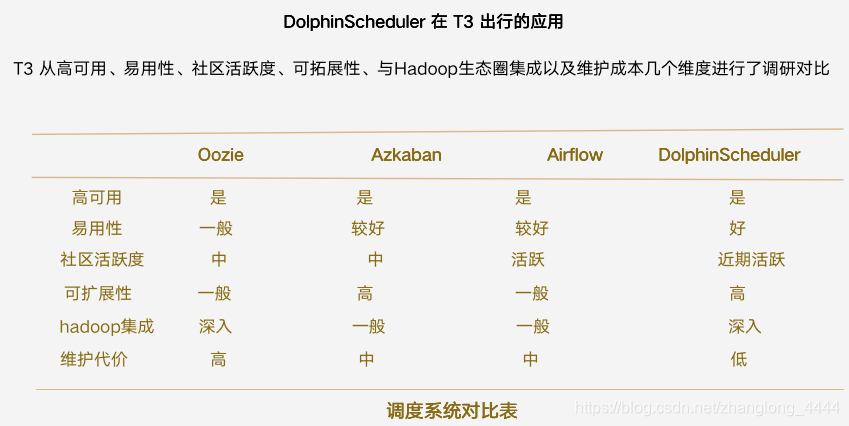 DolphinScheduler 在 T3 出行的应用
T3 从高可用、易用性、社区活跃度、可拓展性、与Hadoop生态圈集成以及维护成本几个维度进行了调研对比
Oozie Azkaban Airflow DolphinScheduler
高可用 是 是 是 是
易用性 一般 较好 较好 好
社区活跃度 中 中 活跃 近期活跃
可扩展性 一般 高 一般 高
hadoop集成 深入 一般 一般 深入
维护代价 高 中 中 低
调度系统对比表
https://blog.csdn.net/zhanglong_4444